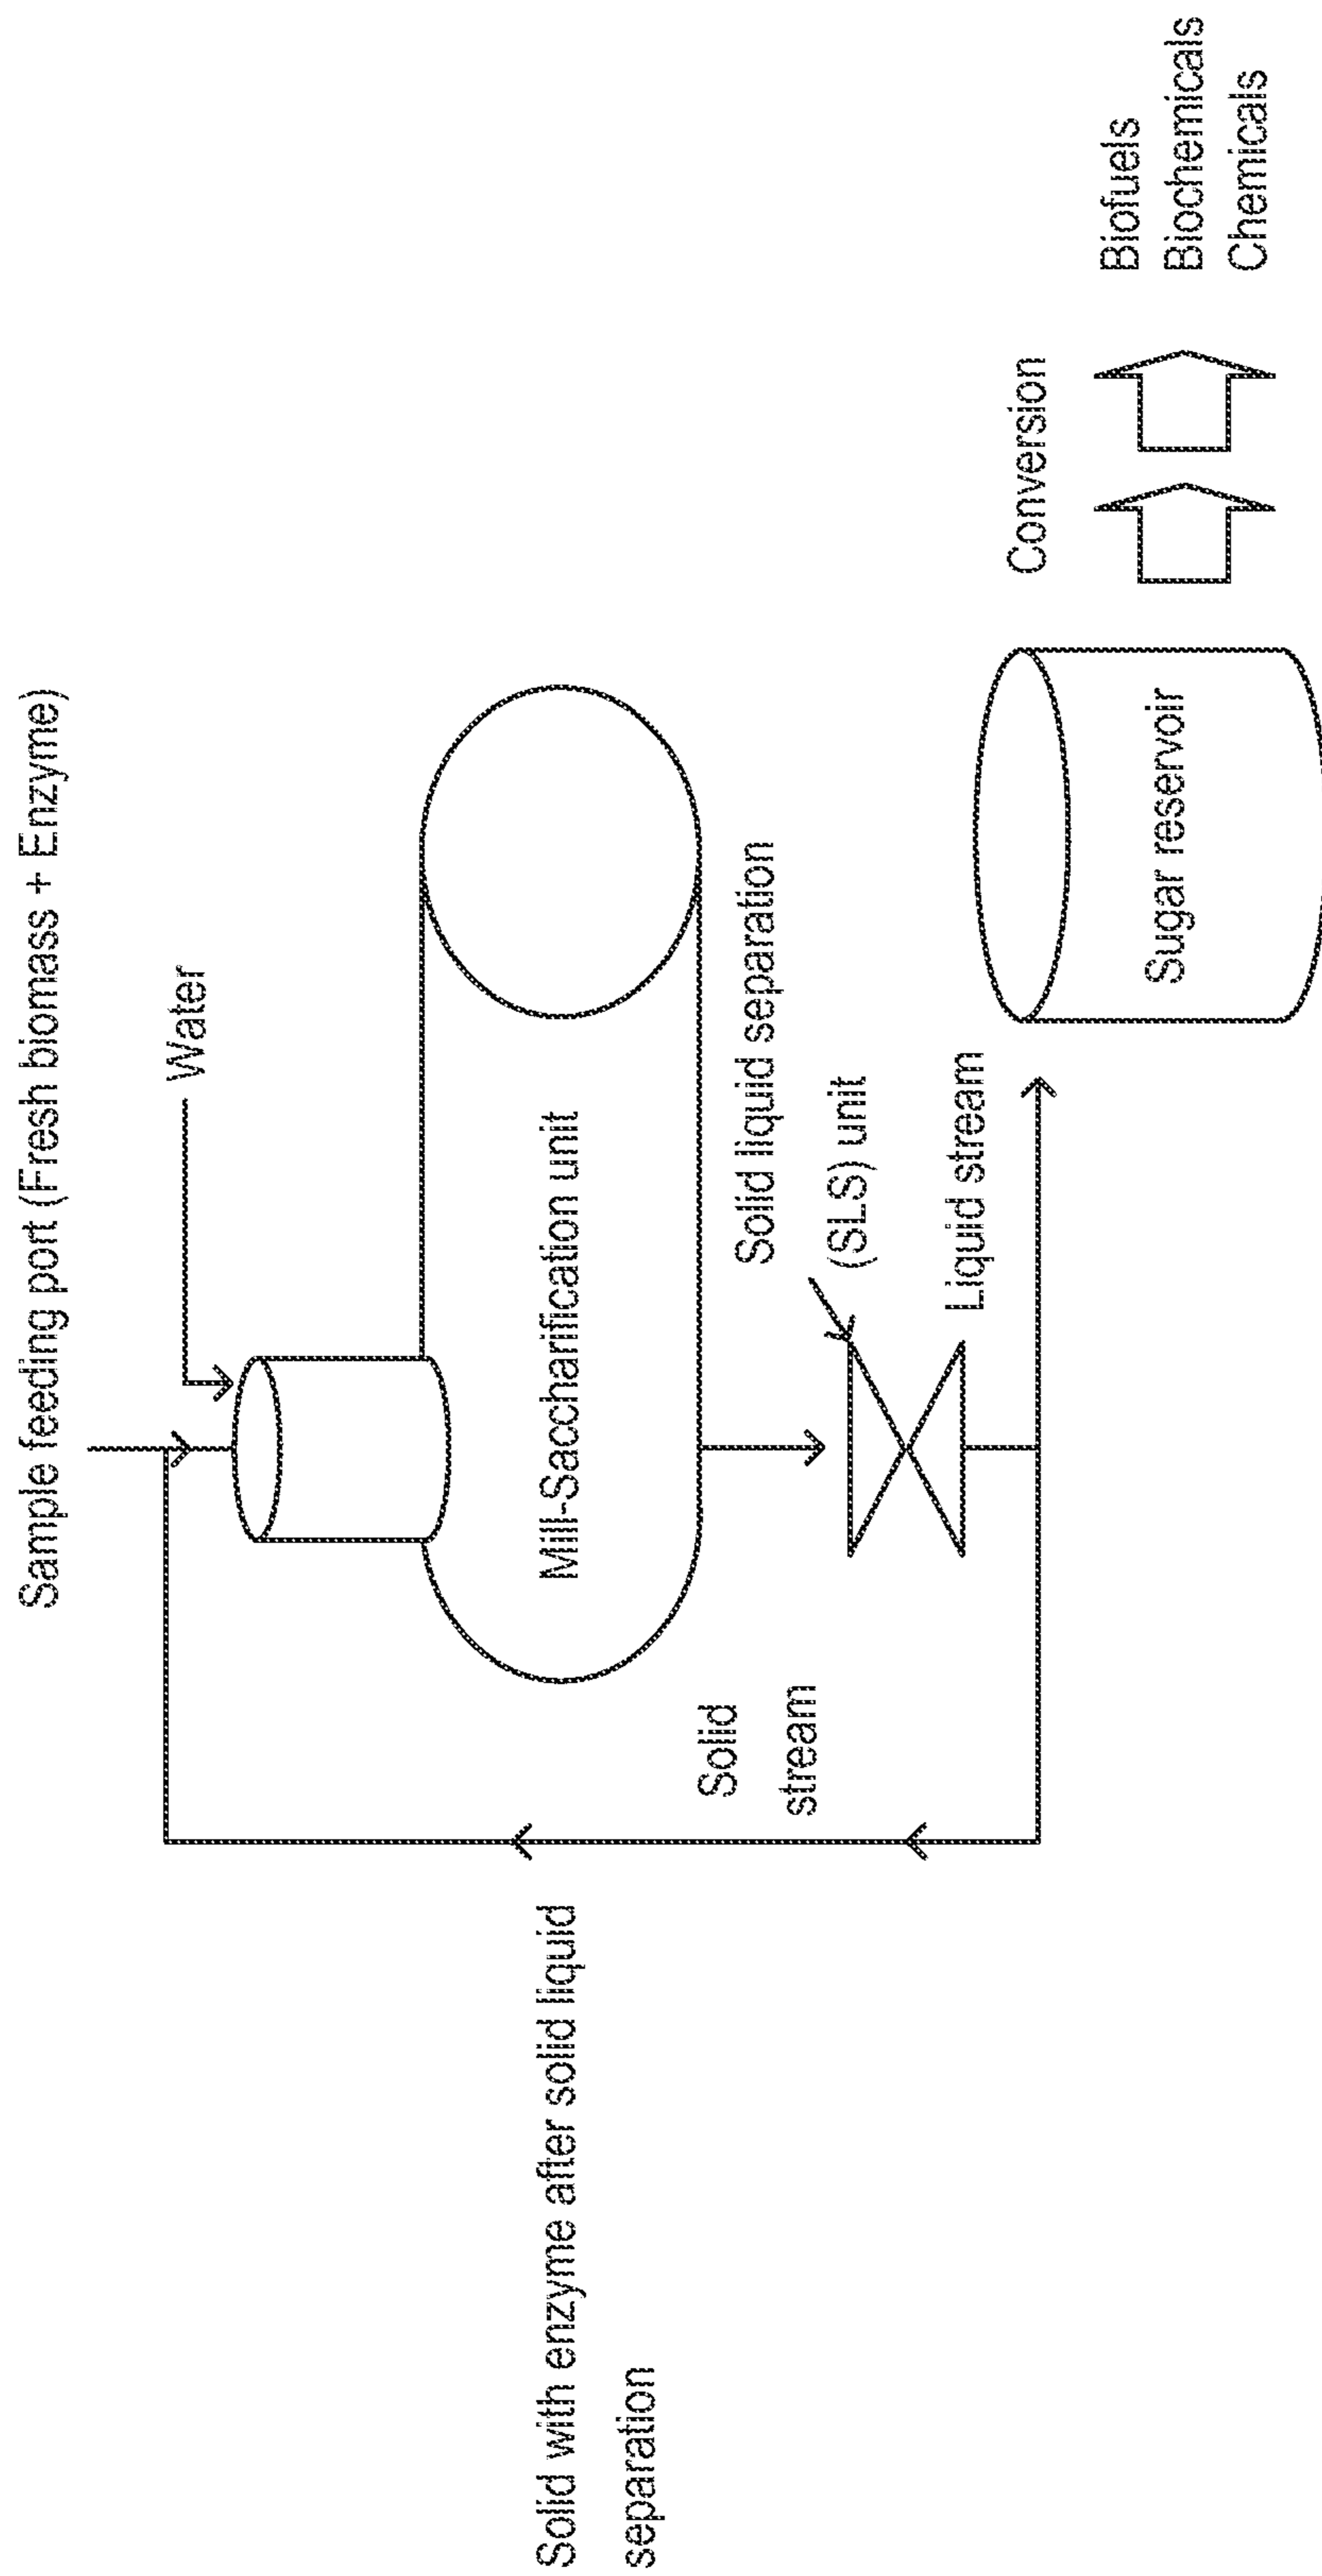 Sample feeding port (Fresh biomass + Enzyme)
Water
Mill-Saccharification unit
Solid liquid separation
(SLS) unit
Solid
stream
Liquid stream
Solid with enzyme after solid liquid
separation
Sugar reservoir
Conversion
Biofuels
Biochemicals
Chemicals